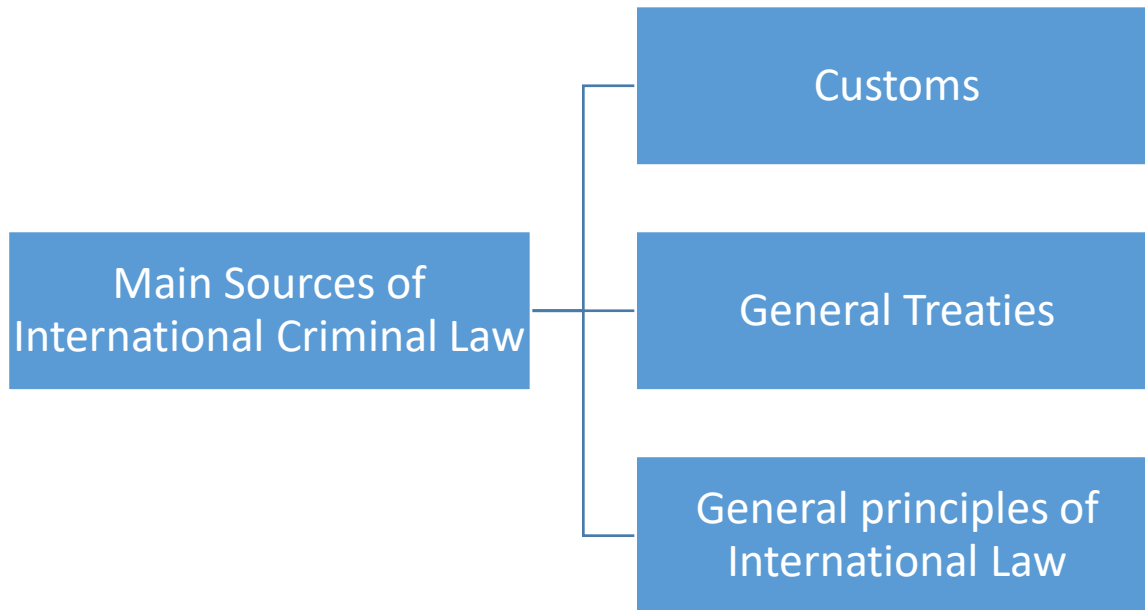 Customs
Main Sources of
International Criminal Law
General Treaties
General principles of
International Law